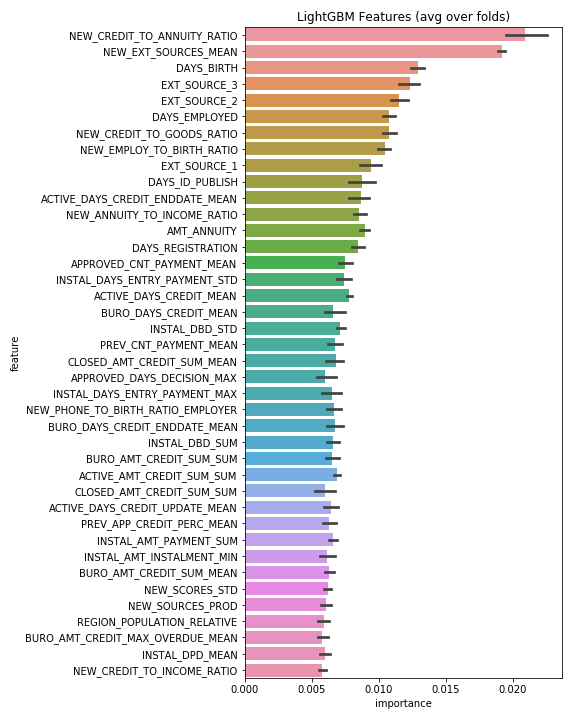 LightGBM Features (avg over folds)
feature
NEW_CREDIT_TO_ANNUITY_RATIO
NEW_EXT_SOURCES_MEAN
DAYS_BIRTH
EXT_SOURCE_3
EXT_SOURCE_2
DAYS_EMPLOYED
NEW_CREDIT_TO_GOODS_RATIO
NEW_EMPLOY_TO_BIRTH_RATIO
EXT_SOURCE_1
DAYS_ID_PUBLISH
ACTIVE_DAYS_CREDIT_ENDDATE_MEAN
NEW_ANNUITY_TO_INCOME_RATIO
AMT_ANNUITY
DAYS_REGISTRATION
APPROVED_CNT_PAYMENT_MEAN
INSTAL_DAYS_ENTRY_PAYMENT_STD
ACTIVE_DAYS_CREDIT_MEAN
BURO_DAYS_CREDIT_MEAN
INSTAL_DBD_STD
PREV_CNT_PAYMENT_MEAN
CLOSED_AMT_CREDIT_SUM_MEAN
APPROVED_DAYS_DECISION_MAX
INSTAL_DAYS_ENTRY_PAYMENT_MAX
NEW_PHONE_TO_BIRTH_RATIO_EMPLOYER
BURO_DAYS_CREDIT_ENDDATE_MEAN
INSTAL_DBD_SUM
BURO_AMT_CREDIT_SUM_SUM
ACTIVE_AMT_CREDIT_SUM_SUM
CLOSED_AMT_CREDIT_SUM_SUM
ACTIVE_DAYS_CREDIT_UPDATE_MEAN
PREV_APP_CREDIT_PERC_MEAN
INSTAL_AMT_PAYMENT_SUM
INSTAL_AMT_INSTALMENT_MIN
BURO_AMT_CREDIT_SUM_MEAN
NEW_SCORES_STD
NEW_SOURCES_PROD
REGION_POPULATION_RELATIVE
BURO_AMT_CREDIT_MAX_OVERDUE_MEAN
INSTAL_DPD_MEAN
NEW_CREDIT_TO_INCOME_RATIO
0.000 0.005 0.010 0.015 0.020
importance